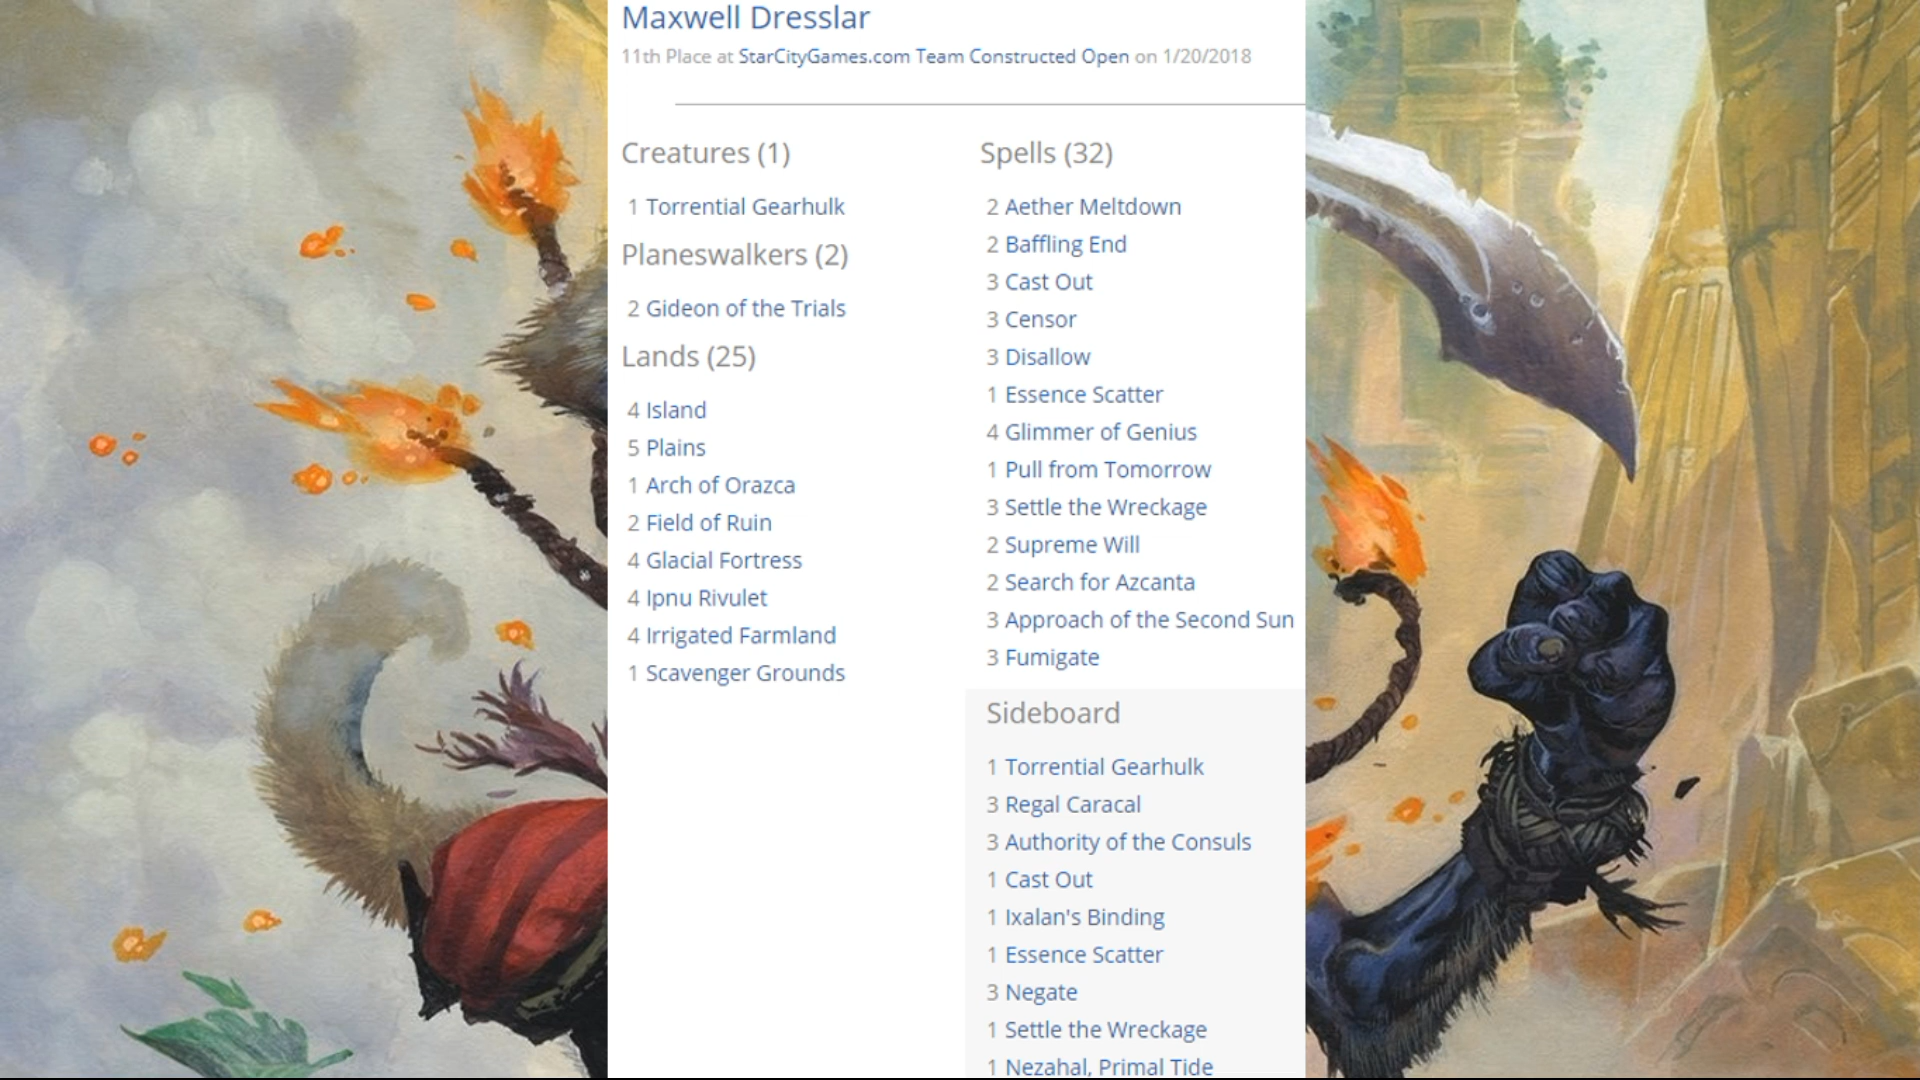 Maxwell Dresslar
11th Place at StarCityGames.com Team Constructed Open on 1/20/2018
Creatures (1)
1 Torrential Gearhulk
Planeswalkers (2)
2 Gideon of the Trials
Lands (25)
4 Island
5 Plains
1 Arch of Orazca
2 Field of Ruin
4 Glacial Fortress
4 Ipnu Rivulet
4 Irrigated Farmland
1 Scavenger Grounds
Spells (32)
2 Aether Meltdown
2 Baffling End
3 Cast Out
3 Censor
3 Disallow
1 Essence Scatter
4 Glimmer of Genius
1 Pull from Tomorrow
3 Settle the Wreckage
2 Supreme Will
2 Search for Azcanta
3 Approach of the Second Sun
3 Fumigate
Sideboard
1 Torrential Gearhulk
3 Regal Caracal
3 Authority of the Consuls
1 Cast Out
1 Ixalan's Binding
1 Essence Scatter
3 Negate
1 Settle the Wreckage
1 Nezahal, Primal Tide